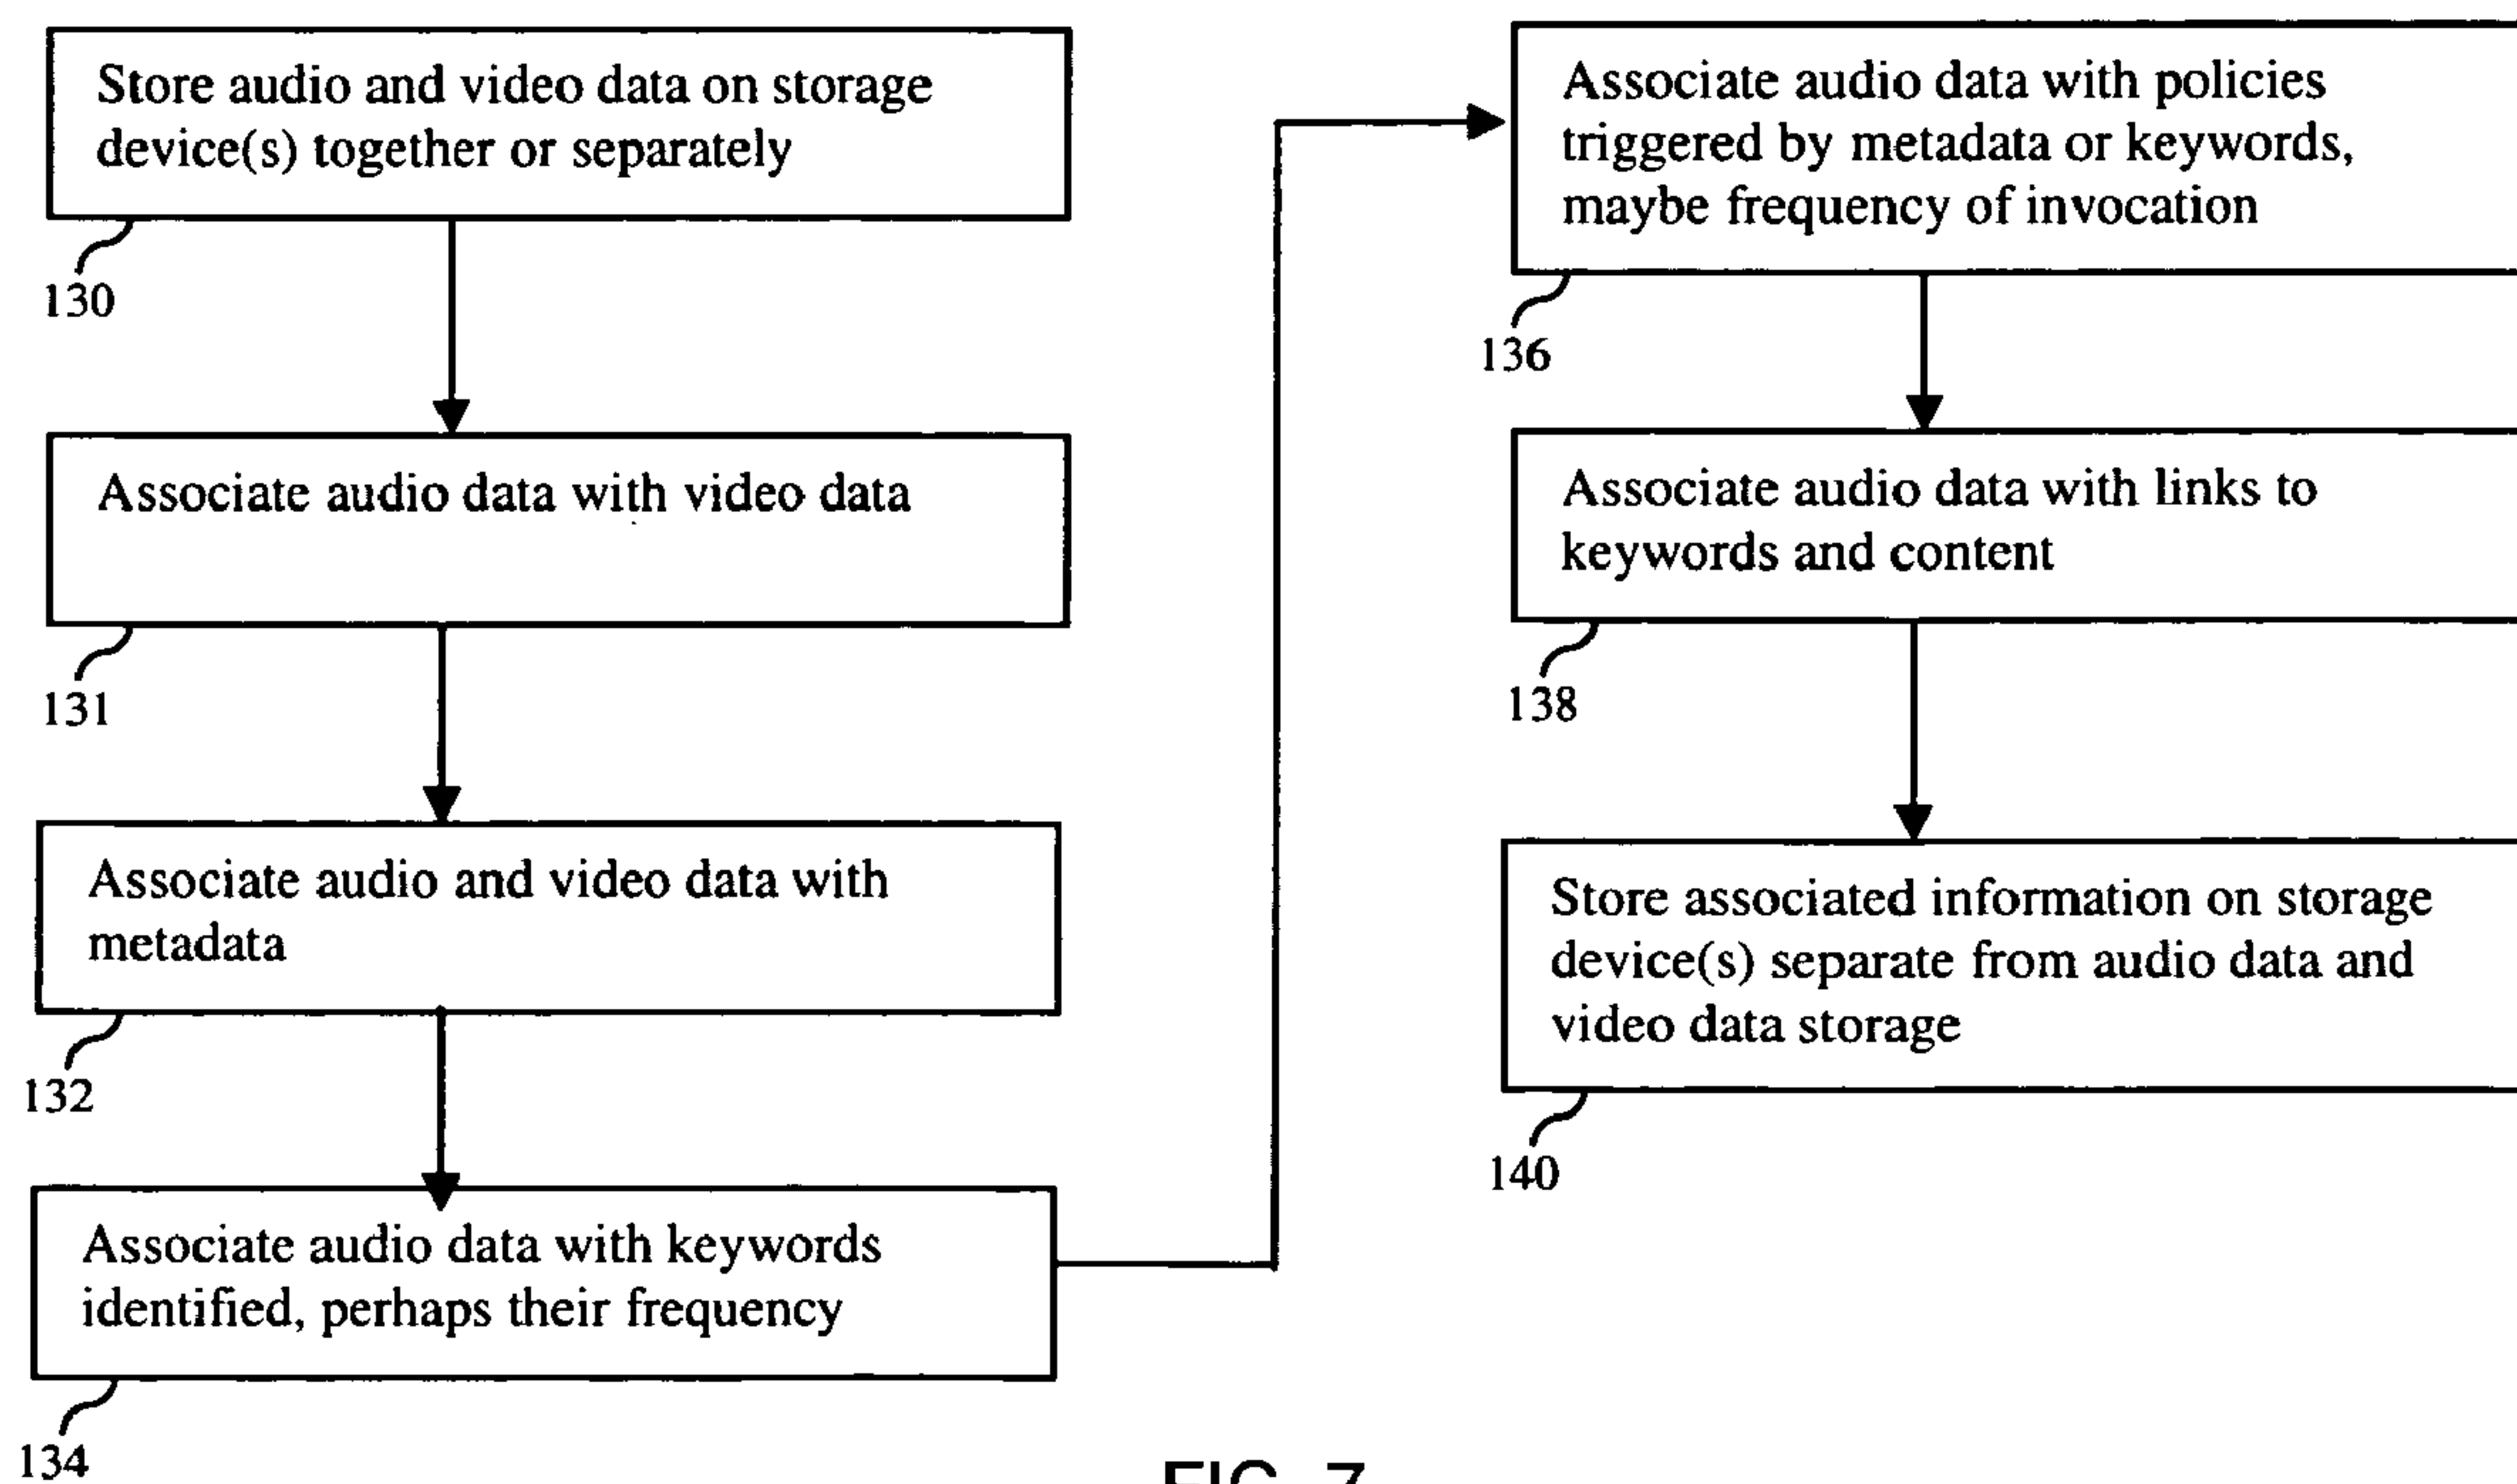 Store audio and video data on storage
device(s) together or separately
130
Associate audio data with video data
131
Associate audio and video data with
metadata
132
Associate audio data with keywords
identified, perhaps their frequency
134
Associate audio data with policies
triggered by metadata or keywords,
maybe frequency of invocation
136
Associate audio data with links to
keywords and content
138
Store associated information on storage
device(s) separate from audio data and
video data storage
140
FIG. 7